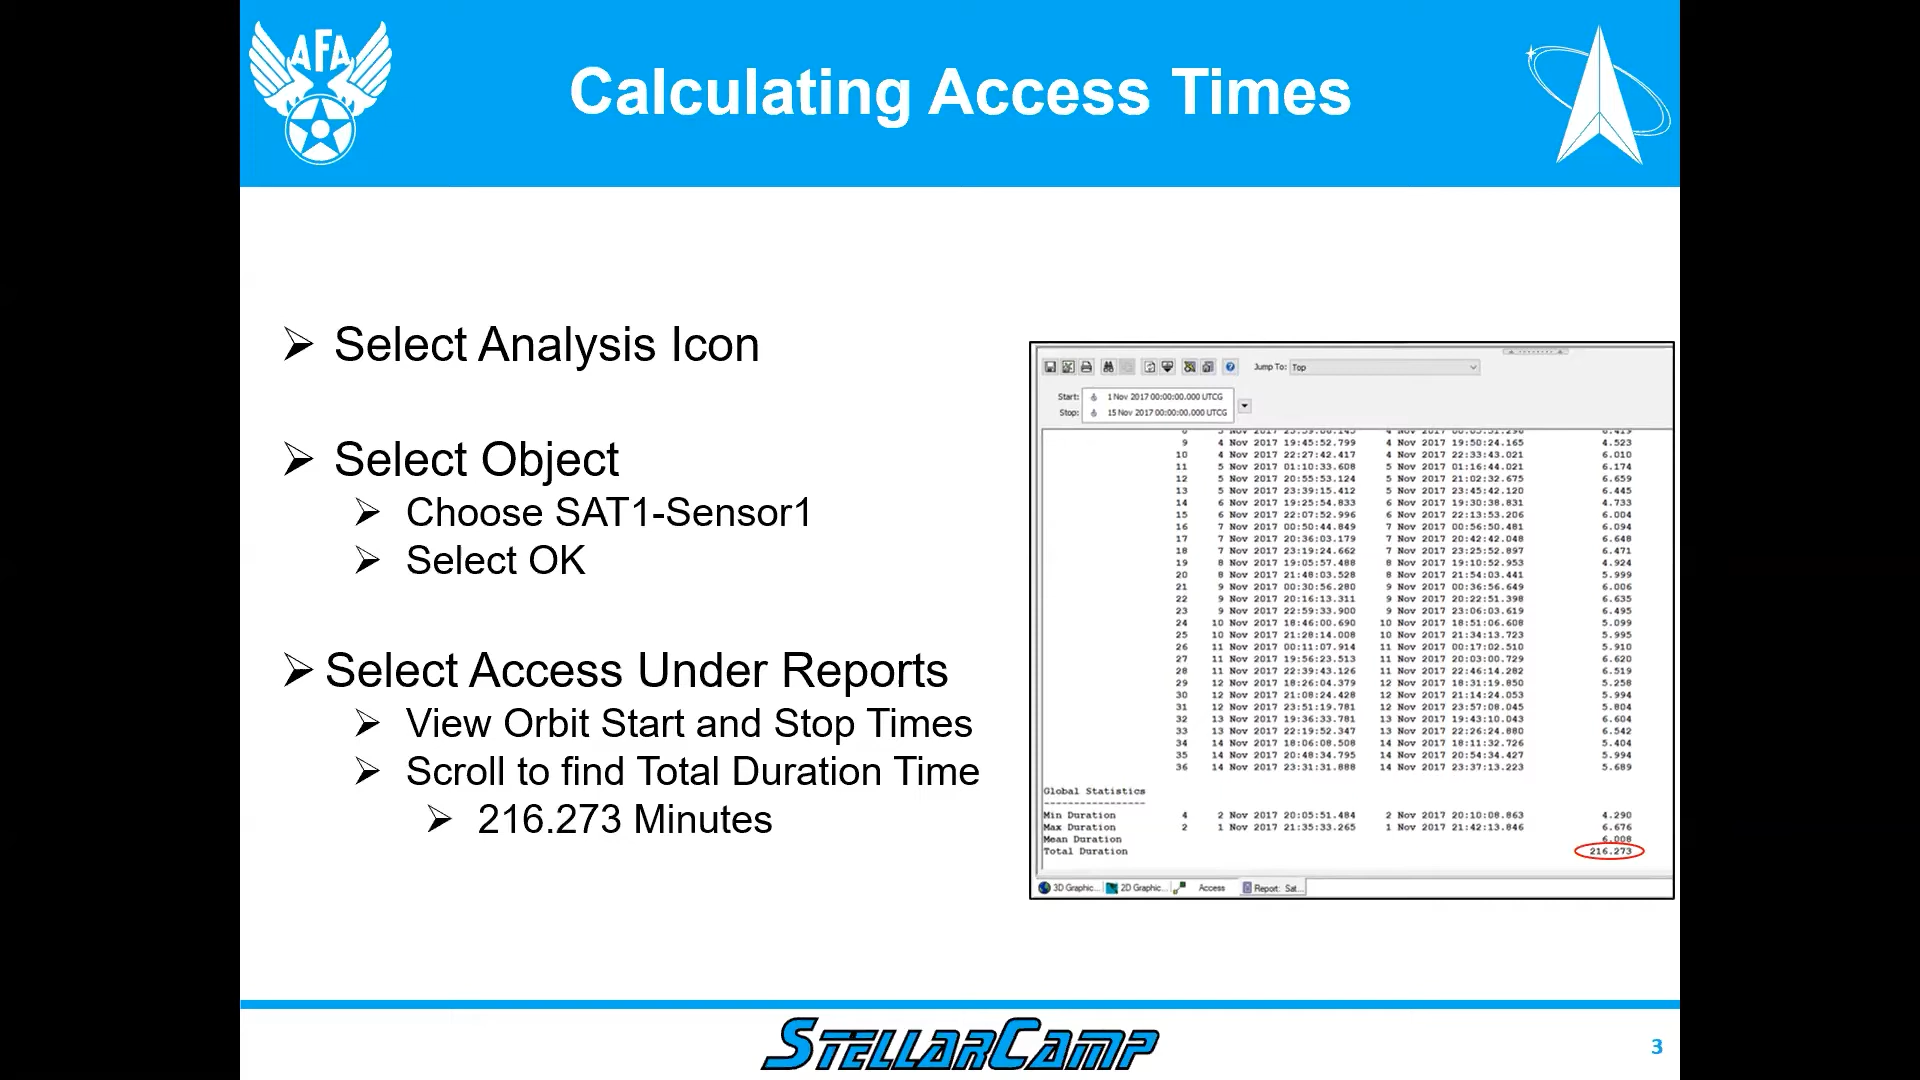 AFA
Calculating Access Times
Select Analysis Icon
Select Object
Choose SAT1-Sensor1
Select OK
Select Access Under Reports
View Orbit Start and Stop Times
Scroll to find Total Duration Time
216.273 Minutes
Jump To: Top
Start: 1 Nov 2017 00:00:00.000 UTCG
Stop: 15 Nov 2017 00:00:00.000 UTCG
9 4 Nov 2017 19:45:52.799 4 Nov 2017 19:50:24.165 4.523
10 4 Nov 2017 22:27:42.417 4 Nov 2017 22:33:43.021 6.010
11 5 Nov 2017 01:10:33.608 5 Nov 2017 01:16:44.021 6.174
12 5 Nov 2017 20:55:53.124 5 Nov 2017 21:02:32.675 6.659
13 5 Nov 2017 23:39:15.412 5 Nov 2017 23:45:42.120 6.445
14 6 Nov 2017 19:25:54.833 6 Nov 2017 19:30:38.831 4.733
15 6 Nov 2017 22:07:52.996 6 Nov 2017 22:13:53.206 6.004
16 7 Nov 2017 00:50:44.849 7 Nov 2017 00:56:50.481 6.094
17 7 Nov 2017 20:36:03.179 7 Nov 2017 20:42:42.048 6.648
18 7 Nov 2017 23:19:24.662 7 Nov 2017 23:25:52.897 6.471
19 8 Nov 2017 19:05:57.488 8 Nov 2017 19:10:52.953 4.924
20 8 Nov 2017 21:48:03.528 8 Nov 2017 21:54:03.441 5.999
21 9 Nov 2017 00:30:56.280 9 Nov 2017 00:36:56.649 6.006
22 9 Nov 2017 20:16:13.311 9 Nov 2017 20:22:51.398 6.635
23 9 Nov 2017 22:59:33.900 9 Nov 2017 23:06:03.619 6.495
24 10 Nov 2017 18:46:00.690 10 Nov 2017 18:51:06.608 5.099
25 10 Nov 2017 21:28:14.008 10 Nov 2017 21:34:13.723 5.995
26 11 Nov 2017 00:11:07.914 11 Nov 2017 00:17:02.510 5.910
27 11 Nov 2017 19:56:23.513 11 Nov 2017 20:03:00.729 6.620
28 11 Nov 2017 22:39:43.126 11 Nov 2017 22:46:14.282 6.519
29 12 Nov 2017 18:26:04.379 12 Nov 2017 18:31:19.850 5.258
30 12 Nov 2017 21:08:24.428 12 Nov 2017 21:14:24.053 5.994
31 12 Nov 2017 23:51:19.781 12 Nov 2017 23:57:08.045 5.804
32 13 Nov 2017 19:36:33.781 13 Nov 2017 19:43:10.043 6.604
33 13 Nov 2017 22:19:52.347 13 Nov 2017 22:26:24.880 6.542
34 14 Nov 2017 18:06:08.508 14 Nov 2017 18:11:32.726 5.404
35 14 Nov 2017 20:48:34.795 14 Nov 2017 20:54:34.427 5.994
36 14 Nov 2017 23:31:31.888 14 Nov 2017 23:37:13.223 5.689
Global Statistics
-----------------
Min Duration 4 2 Nov 2017 20:05:51.484 2 Nov 2017 20:10:08.863 4.290
Max Duration 2 1 Nov 2017 21:35:33.265 1 Nov 2017 21:42:13.846 6.676
Mean Duration 6.008
Total Duration 216.273
3D Graphic... 2D Graphic... Access Report: Sat...
STELLARCAMP
3